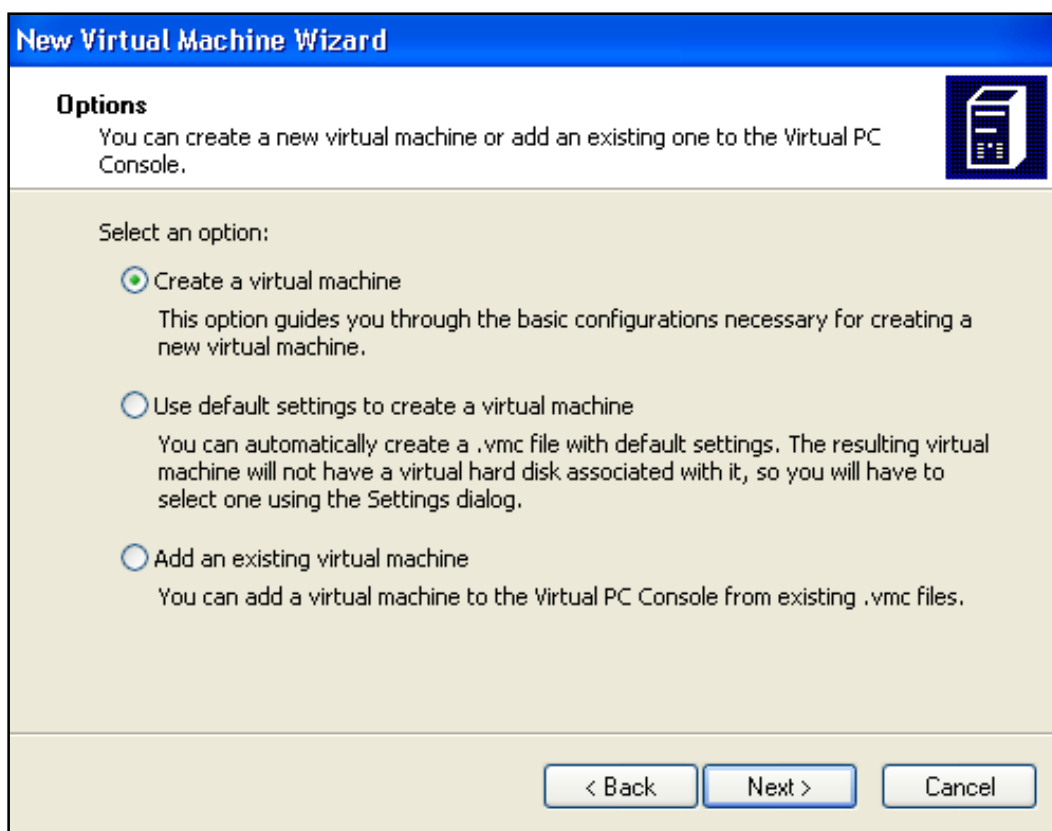 New Virtual Machine Wizard
Options
You can create a new virtual machine or add an existing one to the Virtual PC
Console.
Select an option:
Create a virtual machine
This option guides you through the basic configurations necessary for creating a
new virtual machine.
Use default settings to create a virtual machine
You can automatically create a .vmc file with default settings. The resulting virtual
machine will not have a virtual hard disk associated with it, so you will have to
select one using the Settings dialog.
Add an existing virtual machine
You can add a virtual machine to the Virtual PC Console from existing .vmc files.
< Back Next > Cancel